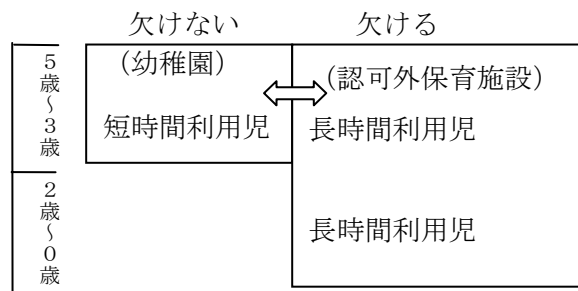 欠けない 欠ける
5歳~3歳
(幼稚園)
(認可外保育施設)
短時間利用児 長時間利用児
2歳~0歳
長時間利用児